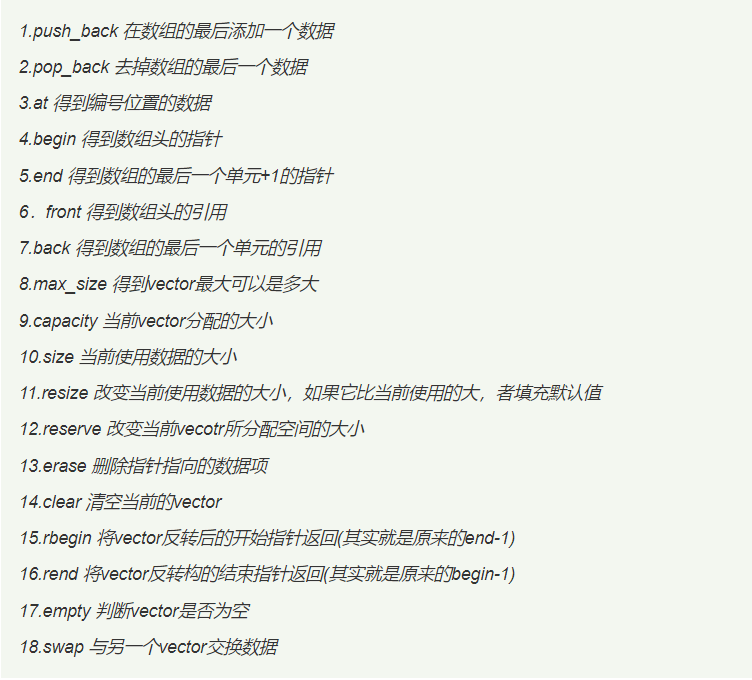 1.push_back 在数组的最后添加一个数据
2.pop_back 去掉数组的最后一个数据
3.at 得到编号位置的数据
4.begin 得到数组头的指针
5.end 得到数组的最后一个单元+1的指针
6．front 得到数组头的引用
7.back 得到数组的最后一个单元的引用
8.max_size 得到vector最大可以是多大
9.capacity 当前vector分配的大小
10.size 当前使用数据的大小
11.resize 改变当前使用数据的大小，如果它比当前使用的大，者填充默认值
12.reserve 改变当前vecotr所分配空间的大小
13.erase 删除指针指向的数据项
14.clear 清空当前的vector
15.rbegin 将vector反转后的开始指针返回(其实就是原来的end-1)
16.rend 将vector反转构的结束指针返回(其实就是原来的begin-1)
17.empty 判断vector是否为空
18.swap 与另一个vector交换数据